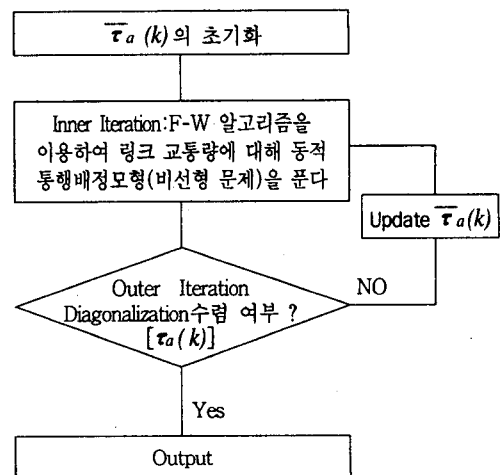 τ̅a (k)의 초기화
Inner Iteration:F-W 알고리즘을
이용하여 링크 교통량에 대해 동적
통행배정모형(비선형 문제)을 푼다
Update τ̅a(k)
Outer Iteration
Diagonalization수렴 여부 ?
[τa(k)]
NO
Yes
Output